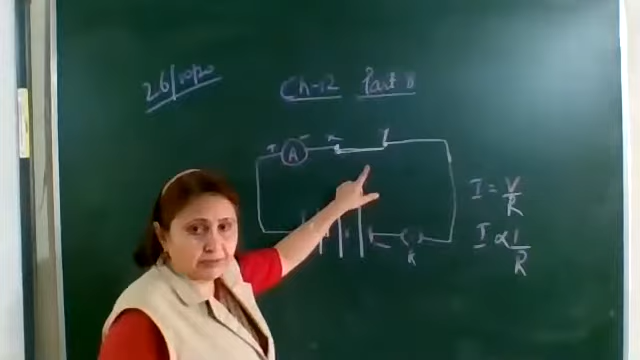 26/10/20
Ch-12 Part 8
A
I = V/R
I ∝ 1/R
K